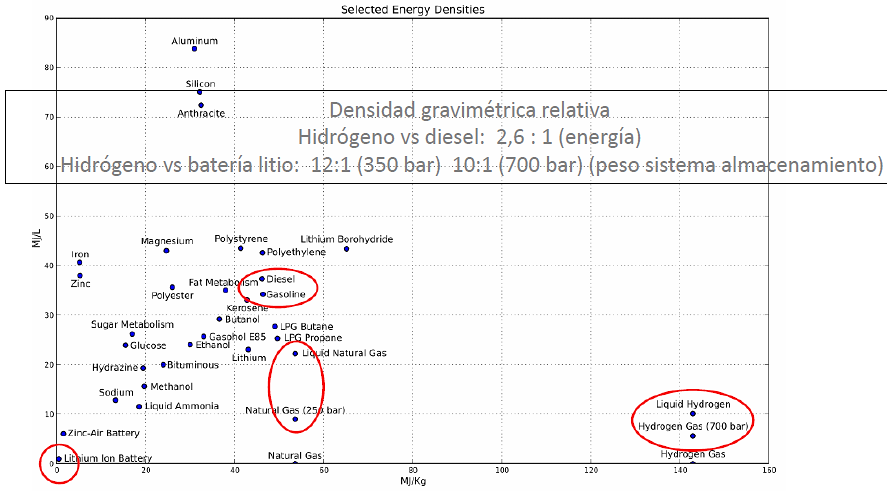 Selected Energy Densities
90
Aluminum
80
Silicon
Anthracite
Densidad gravimétrica relativa
70
Hidrógeno vs diesel: 2,6 : 1 (energía)
60
Hidrógeno vs batería litio: 12:1 (350 bar) 10:1 (700 bar) (peso sistema almacenamiento)
50
MJ/L
Polystyrene
Lithium Borohydride
Magnesium
Iron
Polyethylene
40
Zinc
Fat Metabolism
Diesel
Polyester
Gasoline
Kerosene
30
Butanol
Sugar Metabolism
LPG Butane
Gasohol E85
LPG Propane
Glucose
Ethanol
Lithium
Liquid Natural Gas
20
Hydrazine
Bituminous
Methanol
Sodium
Liquid Ammonia
Natural Gas (250 bar)
Liquid Hydrogen
10
Hydrogen Gas (700 bar)
Zinc-Air Battery
Lithium Ion Battery
Natural Gas
Hydrogen Gas
0
0 20 40 60 80 100 120 140 160
MJ/Kg